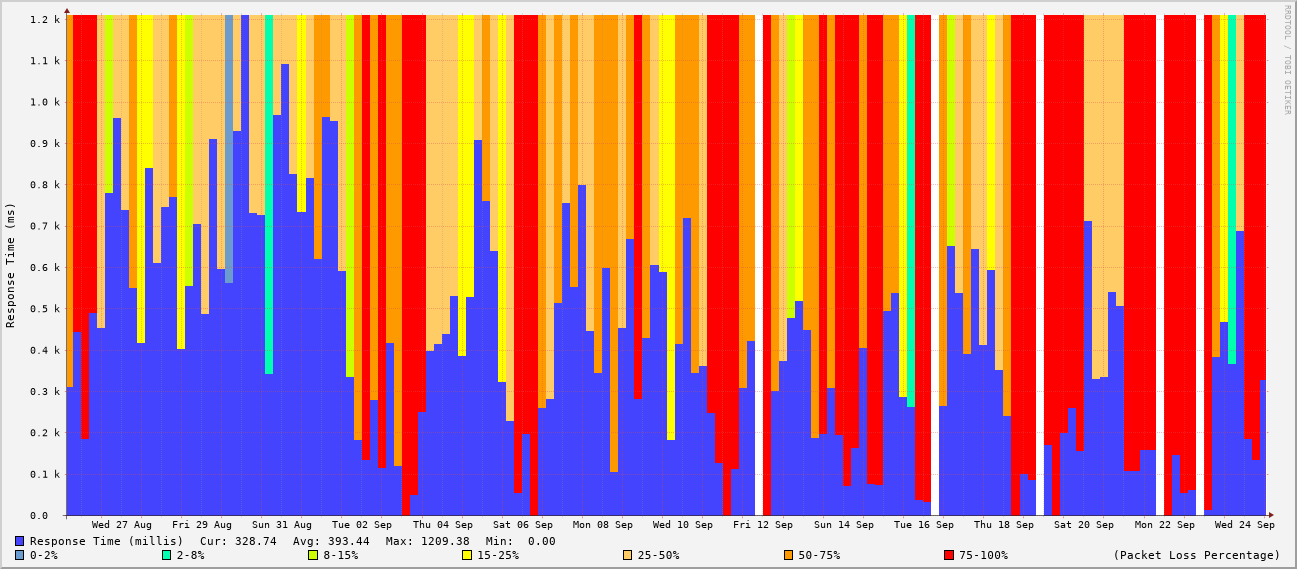 1.2 k
1.1 k
1.0 k
0.9 k
0.8 k
0.7 k
0.6 k
0.5 k
0.4 k
0.3 k
0.2 k
0.1 k
0.0
Response Time (ms)
RRDTOOL / TOBI OETIKER
Wed 27 Aug Fri 29 Aug Sun 31 Aug Tue 02 Sep Thu 04 Sep Sat 06 Sep Mon 08 Sep Wed 10 Sep Fri 12 Sep Sun 14 Sep Tue 16 Sep Thu 18 Sep Sat 20 Sep Mon 22 Sep Wed 24 Sep
Response Time (millis) Cur: 328.74 Avg: 393.44 Max: 1209.38 Min: 0.00
0-2% 2-8% 8-15% 15-25% 25-50% 50-75% 75-100% (Packet Loss Percentage)